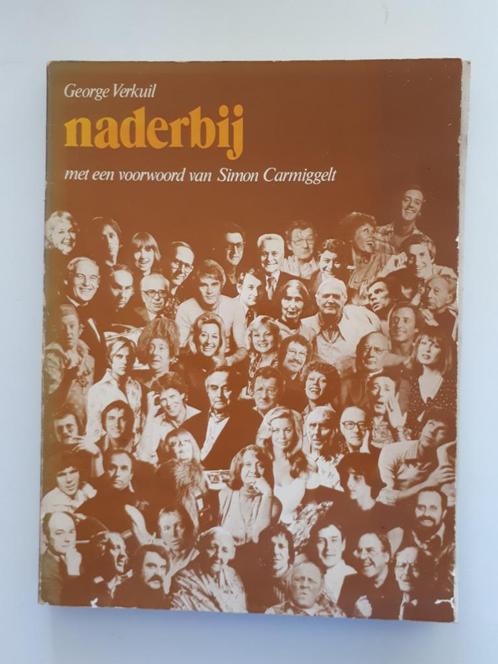 George Verkuil
naderbij
met een voorwoord van Simon Carmiggelt